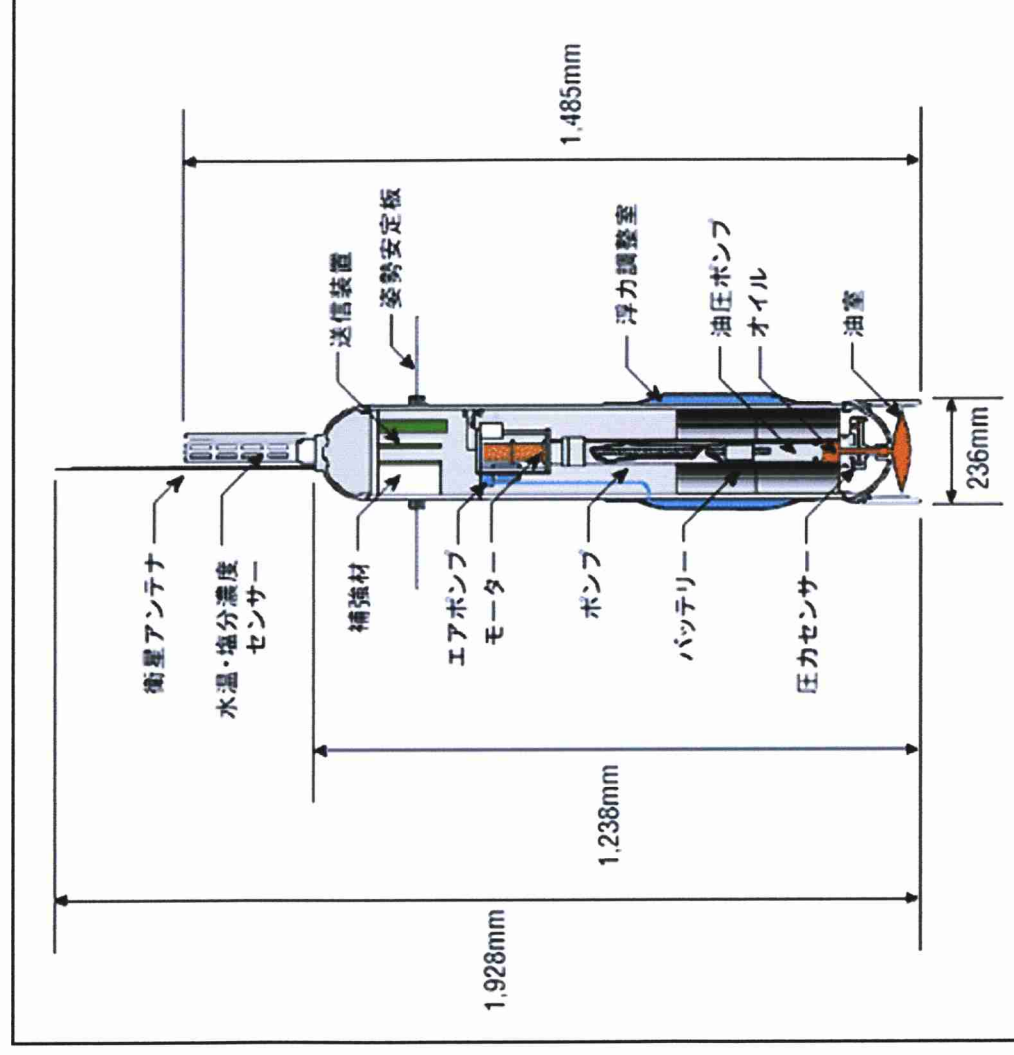 衛星アンテナ
水温・塩分濃度
センサー
補強材
エアポンプ
モーター
ポンプ
バッテリー
圧力センサー
送信装置
姿勢安定板
浮力調整室
油圧ポンプ
オイル
油室
1,928mm
1,238mm
1,485mm
236mm